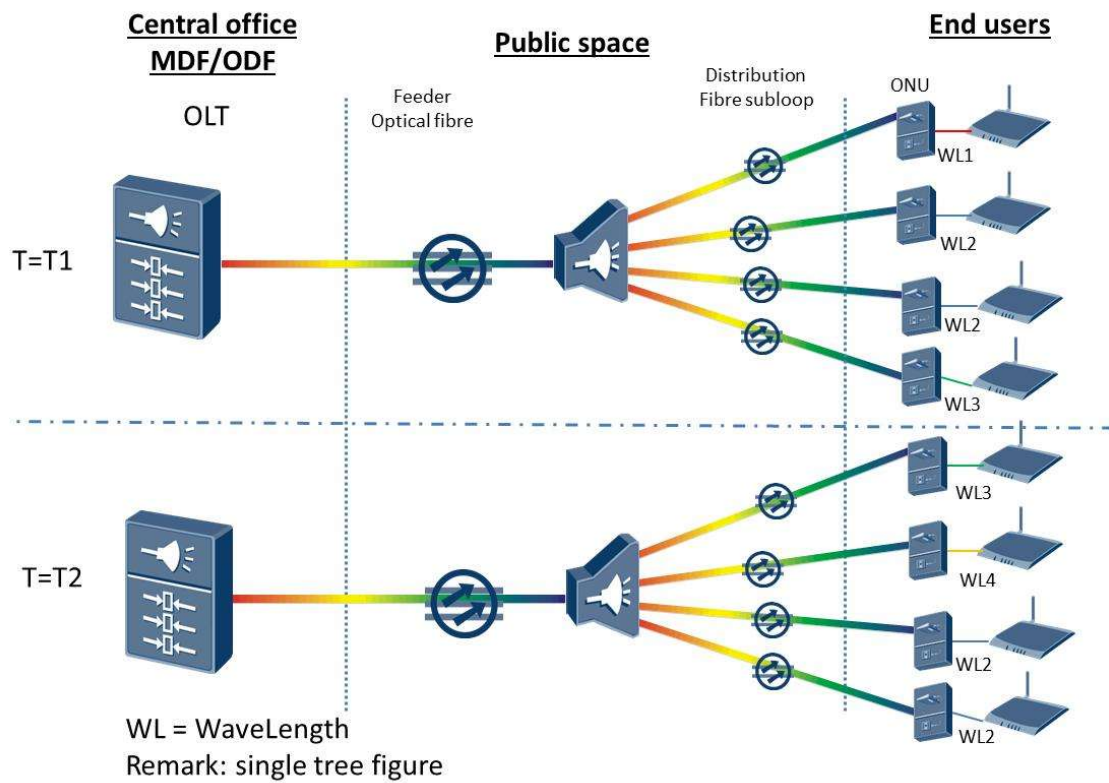 Central office
MDF/ODF
Public space
End users
OLT
Feeder
Optical fibre
Distribution
Fibre subloop
ONU
WL1
WL2
T=T1
WL2
WL3
WL3
T=T2
WL4
WL2
WL2
WL = WaveLength
Remark: single tree figure